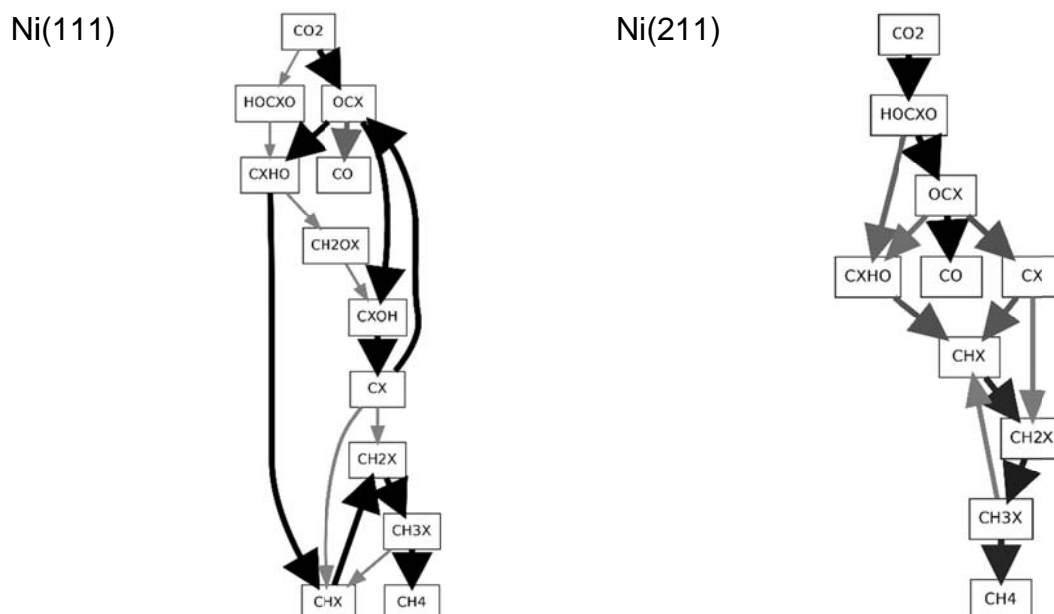 Ni(111)
CO2
HOCXO
OCX
CXHO
CO
CH2OX
CXOH
CX
CH2X
CH3X
CHX
CH4
Ni(211)
CO2
HOCXO
OCX
CXHO
CO
CX
CHX
CH2X
CH3X
CH4